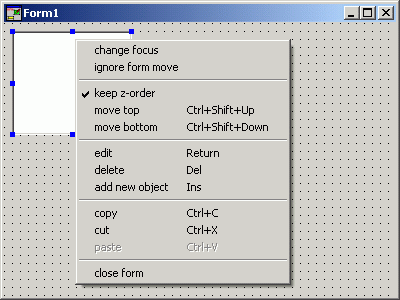 Form1
change focus
ignore form move
keep z-order
move top Ctrl+Shift+Up
move bottom Ctrl+Shift+Down
edit Return
delete Del
add new object Ins
copy Ctrl+C
cut Ctrl+X
paste Ctrl+V
close form